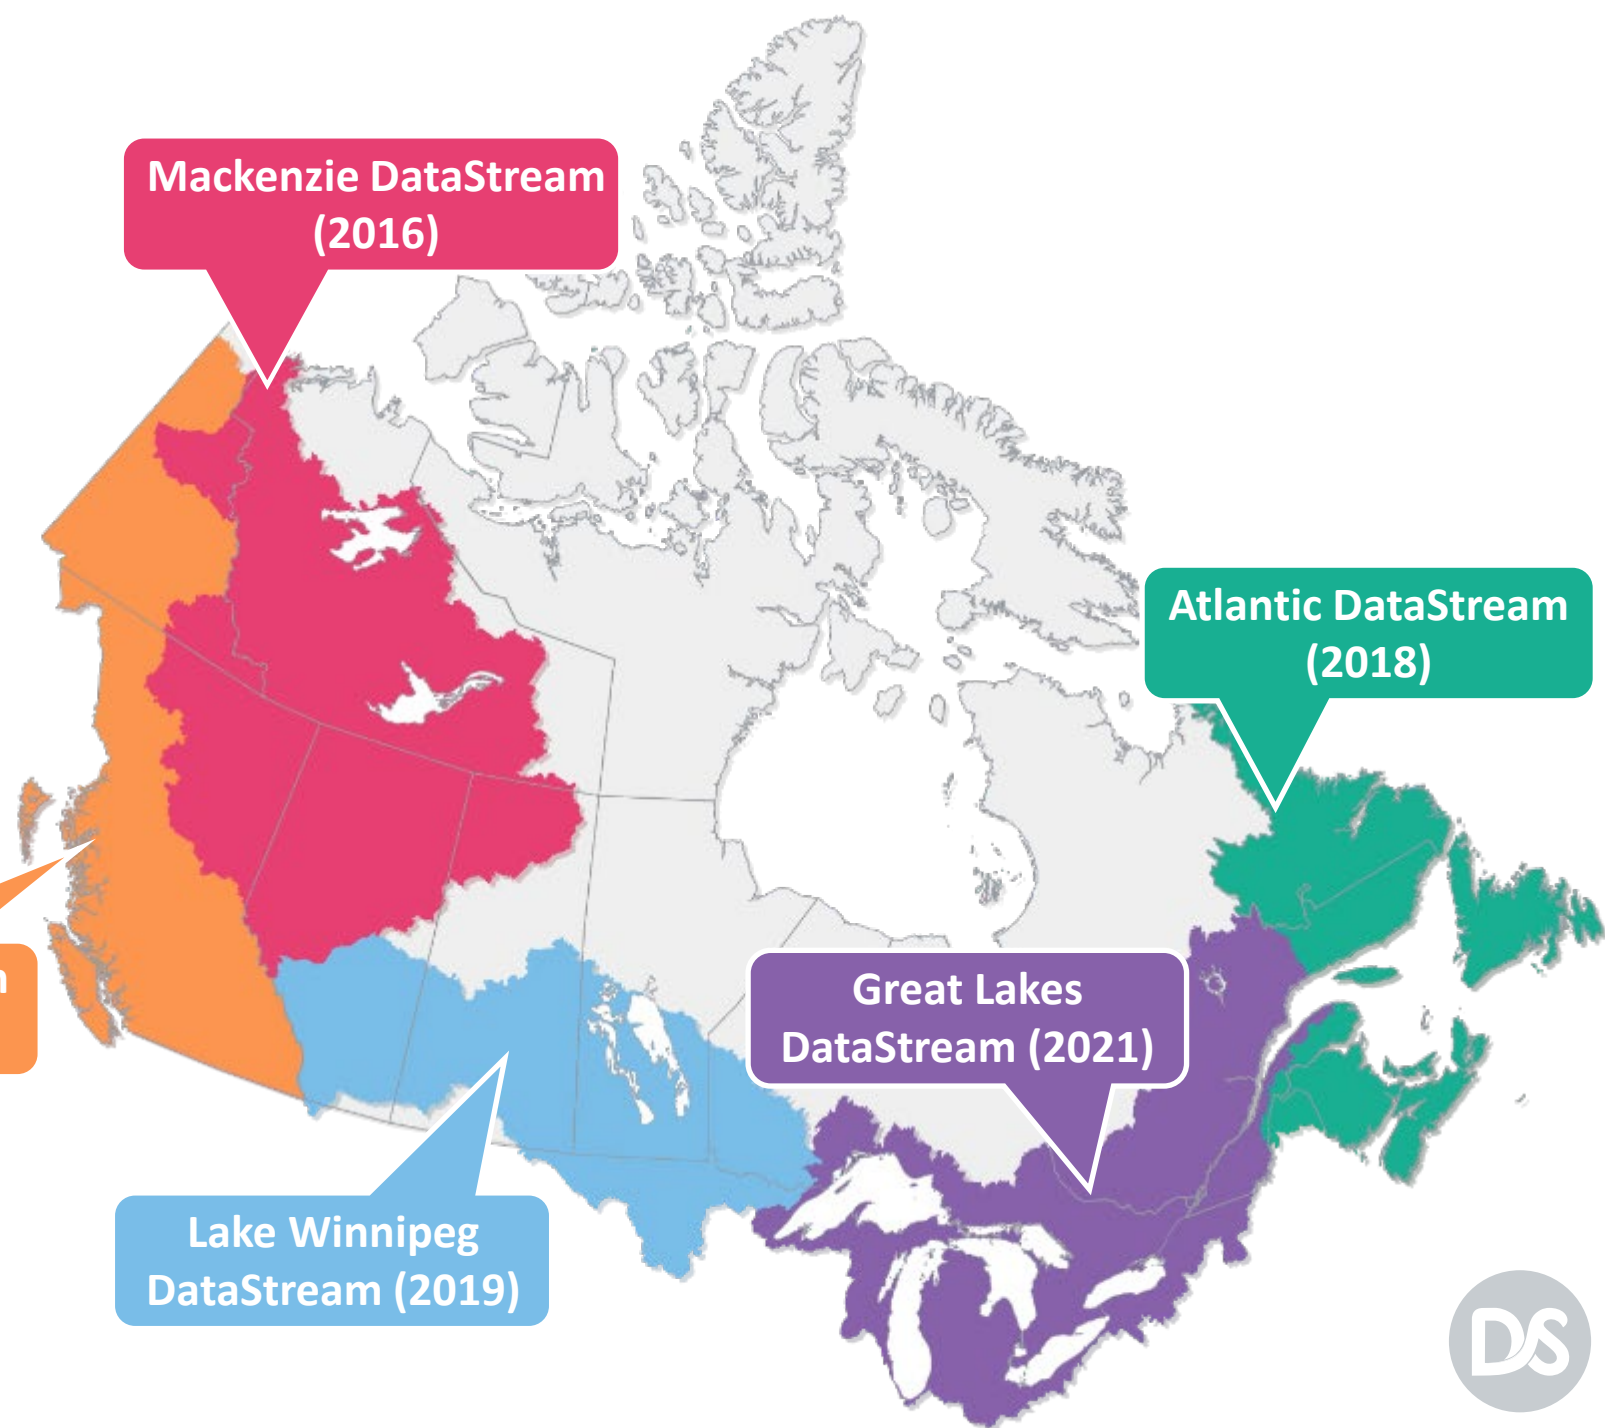 Mackenzie DataStream
(2016)
Atlantic DataStream
(2018)
Great Lakes
DataStream (2021)
Lake Winnipeg
DataStream (2019)
DS